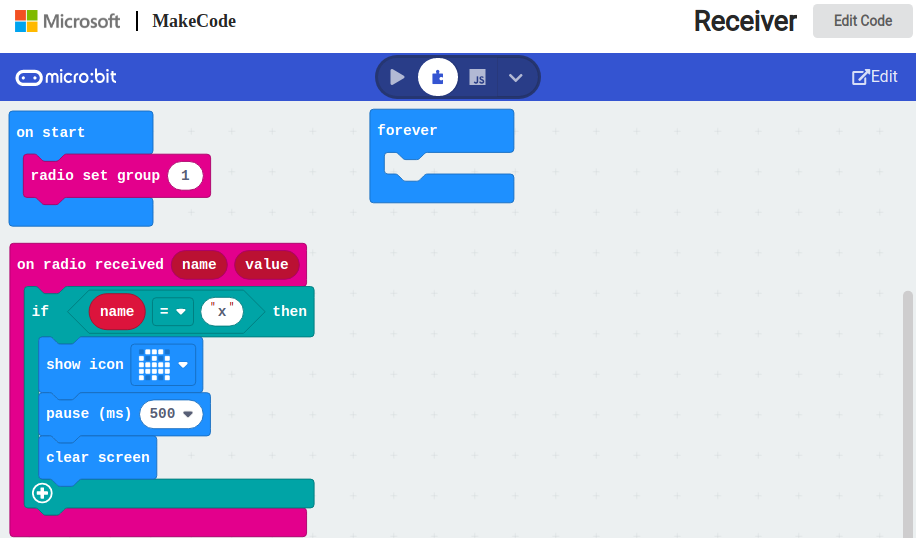 Microsoft | MakeCode
Receiver
Edit Code
micro:bit
JS
Edit
on start
radio set group 1
forever
on radio received name value
if name = "x" then
show icon
pause (ms) 500
clear screen